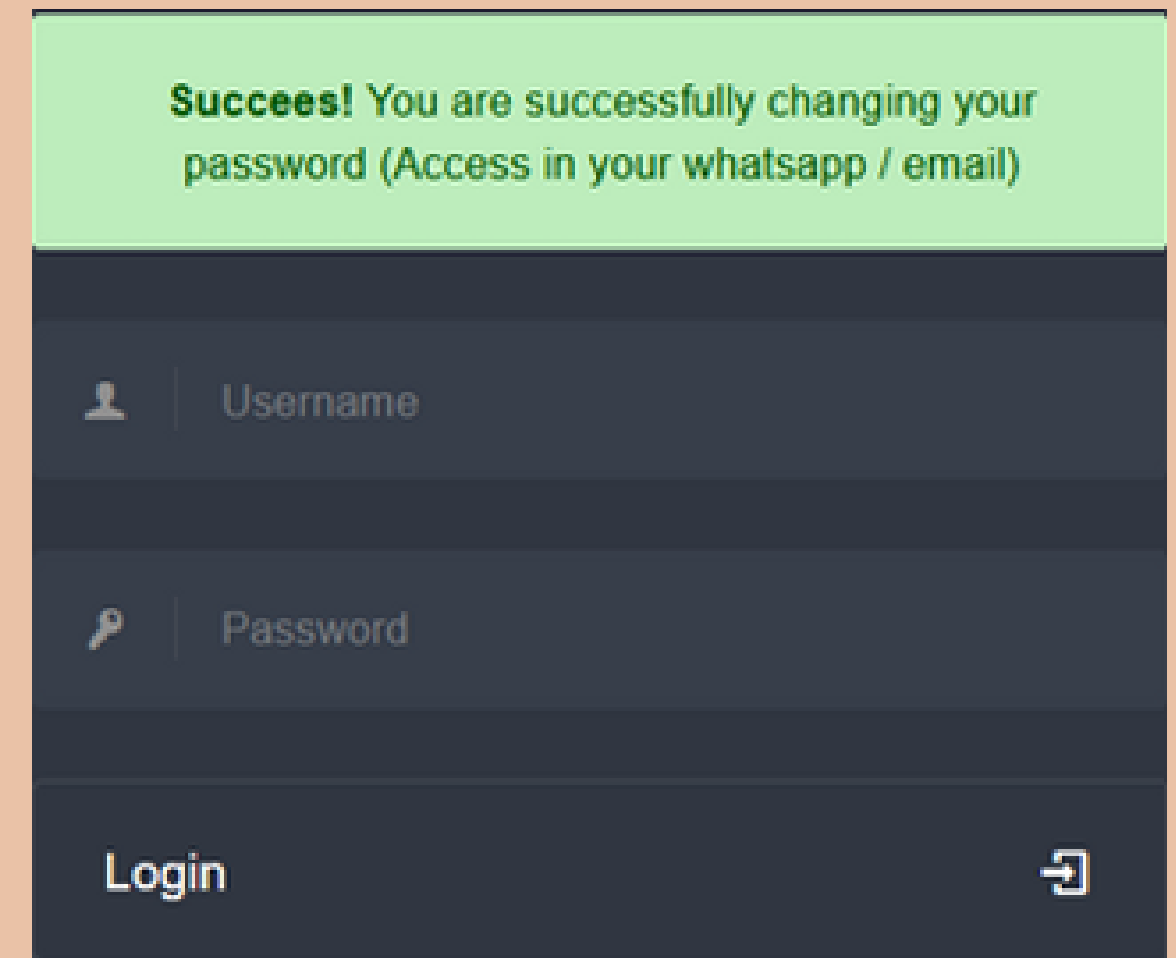 Succees! You are successfully changing your
password (Access in your whatsapp / email)
Username
Password
Login